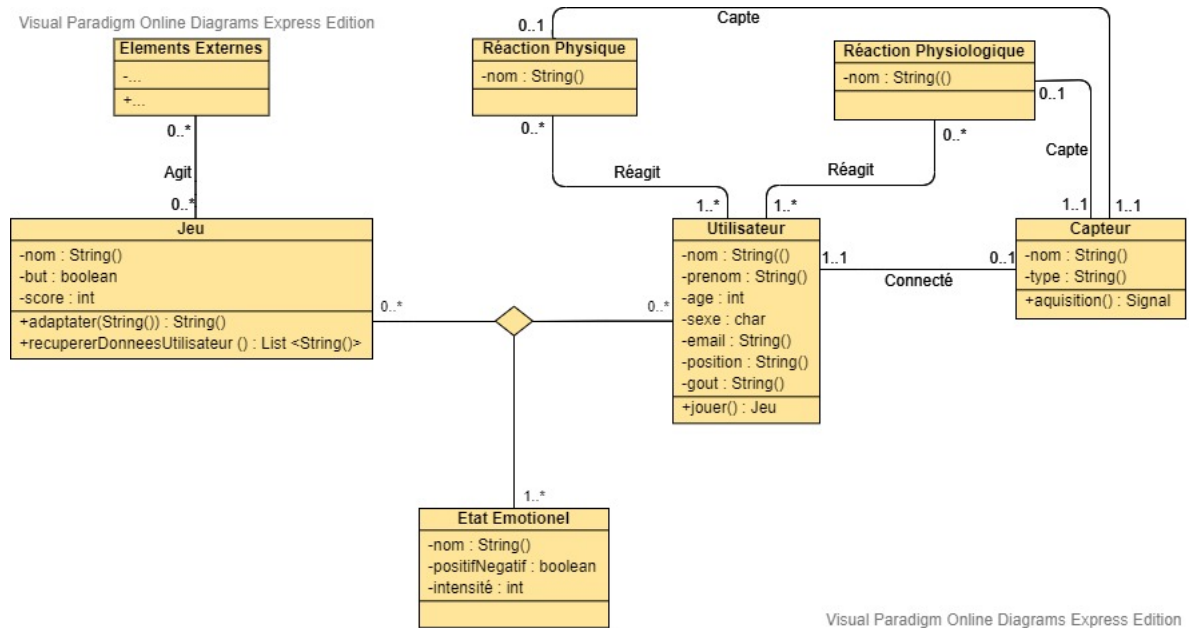 Visual Paradigm Online Diagrams Express Edition
Capte
Elements Externes
-...
+...
0..*
Agit
0..*
Réaction Physique
-nom : String()
0..1
0..*
Réaction Physiologique
-nom : String(()
0..1
0..*
Capte
Réagit
Réagit
1..*
1..*
1..1
1..1
Jeu
-nom : String()
-but : boolean
-score : int
+adaptater(String()) : String()
+recupererDonneesUtilisateur () : List <String()>
0..*
0..*
Utilisateur
-nom : String(()
-prenom : String()
-age : int
-sexe : char
-email : String()
-position : String()
-gout : String()
+jouer() : Jeu
1..1
Connecté
0..1
Capteur
-nom : String()
-type : String()
+aquisition() : Signal
1..*
Etat Emotionel
-nom : String()
-positifNegatif : boolean
-intensité : int
Visual Paradigm Online Diagrams Express Edition